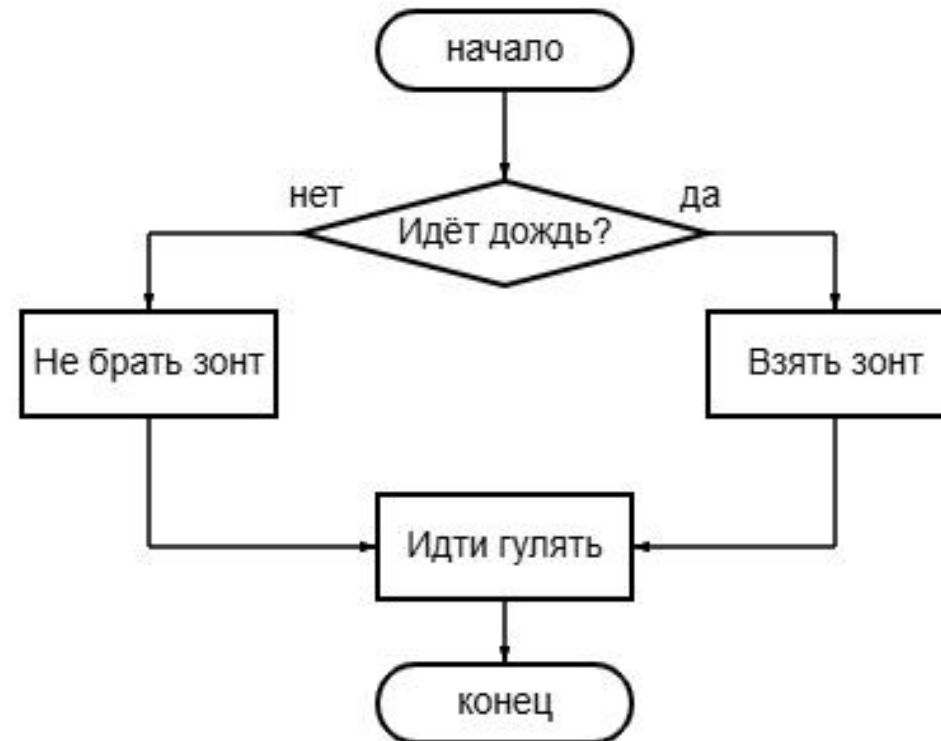 начало
нет
да
Идёт дождь?
Не брать зонт
Взять зонт
Идти гулять
конец